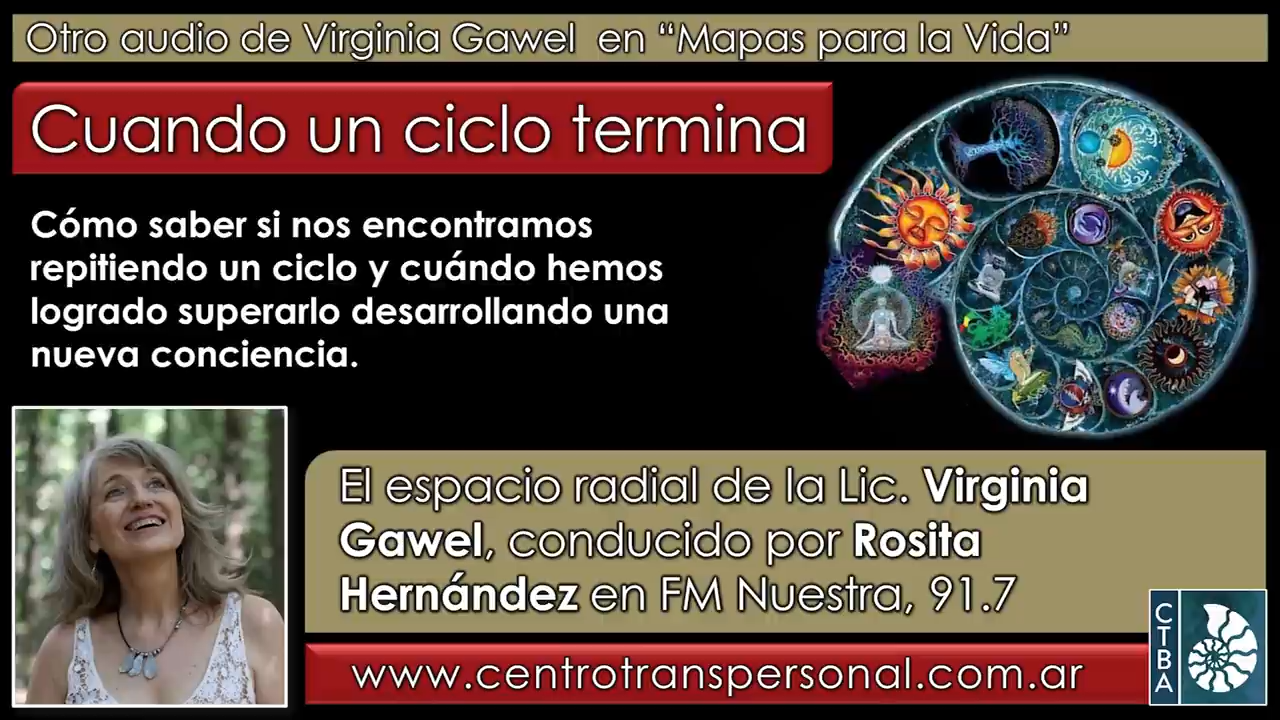 Otro audio de Virginia Gawel en “Mapas para la Vida”
Cuando un ciclo termina
Cómo saber si nos encontramos
repitiendo un ciclo y cuándo hemos
logrado superarlo desarrollando una
nueva conciencia.
El espacio radial de la Lic. Virginia
Gawel, conducido por Rosita
Hernández en FM Nuestra, 91.7
www.centrotranspersonal.com.ar
CTBA